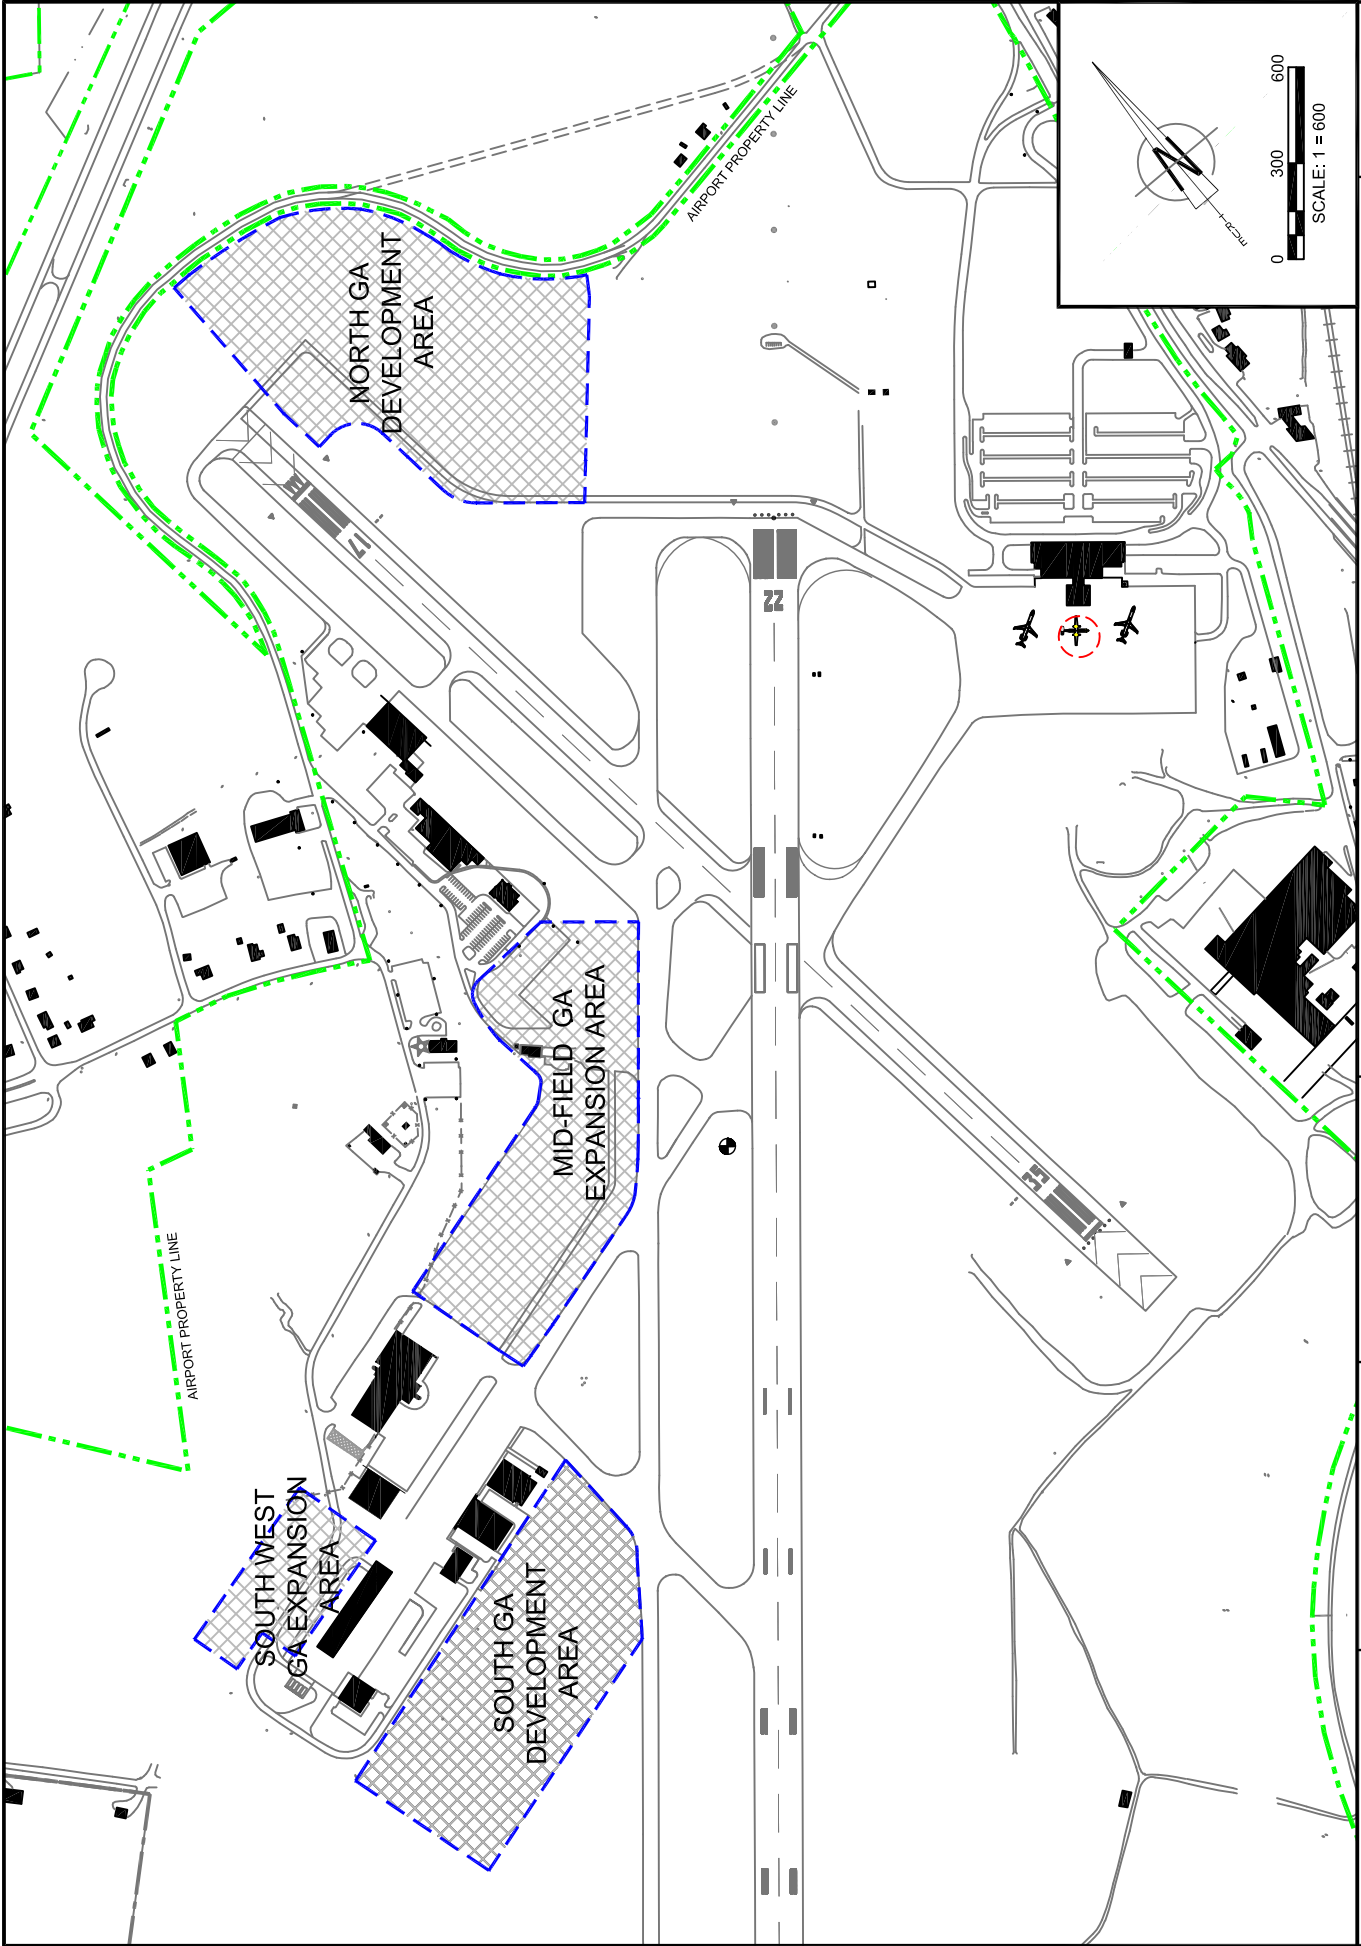 NORTH GA
DEVELOPMENT
AREA
AIRPORT PROPERTY LINE
0 300 600
SCALE: 1 = 600
N
TRUE
17
22
MID-FIELD GA
EXPANSION AREA
35
AIRPORT PROPERTY LINE
SOUTH WEST
GA EXPANSION
AREA
SOUTH GA
DEVELOPMENT
AREA